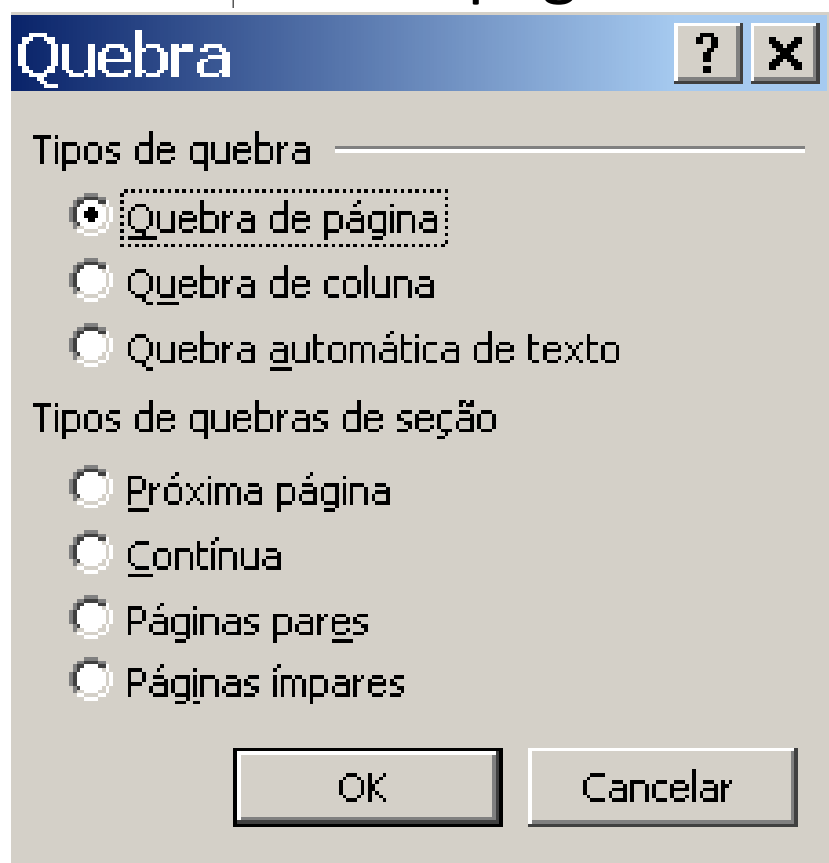 Quebra ? ×
Tipos de quebra
Quebra de página
Quebra de coluna
Quebra automática de texto
Tipos de quebras de seção
Próxima página
Contínua
Páginas pares
Páginas ímpares
OK Cancelar